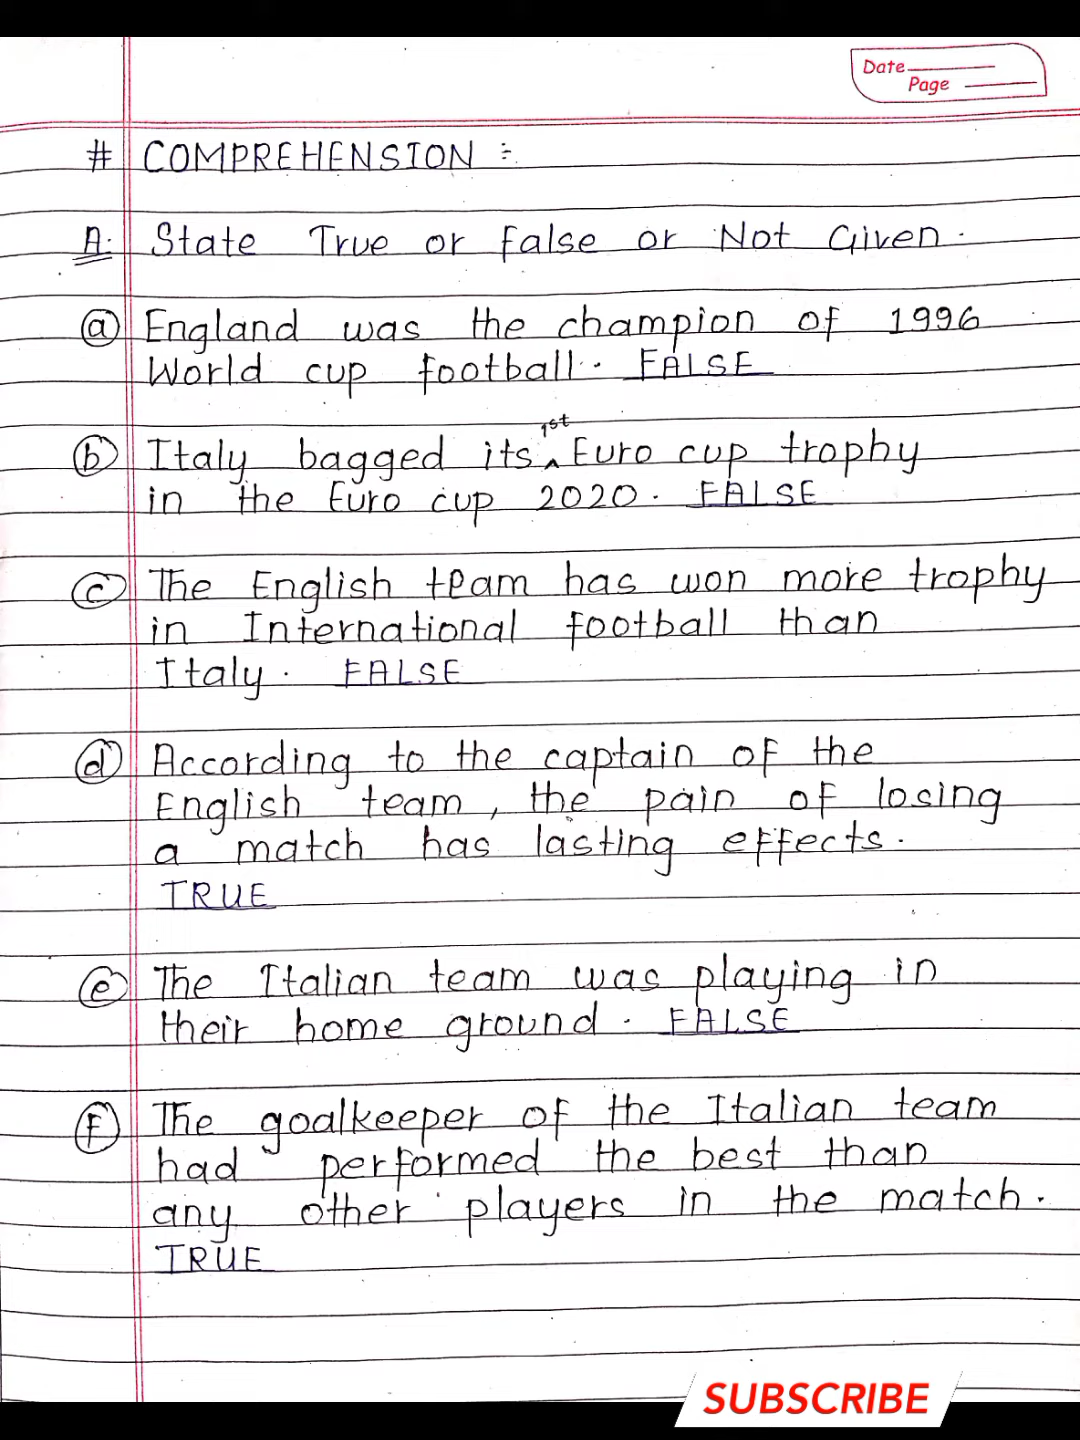 Date
Page
# COMPREHENSION :-
A. State True or false or Not Given.
(a) England was the champion of 1996
World cup football. FALSE
(b) Italy bagged its 1st Euro cup trophy
in the Euro cup 2020. FALSE
(c) The English team has won more trophy
in International football than
Italy. FALSE
(d) According to the captain of the
English team, the pain of losing
a match has lasting effects.
TRUE
(e) The Italian team was playing in
their home ground. FALSE
(F) The goalkeeper of the Italian team
had performed the best than
any other players in the match.
TRUE
SUBSCRIBE